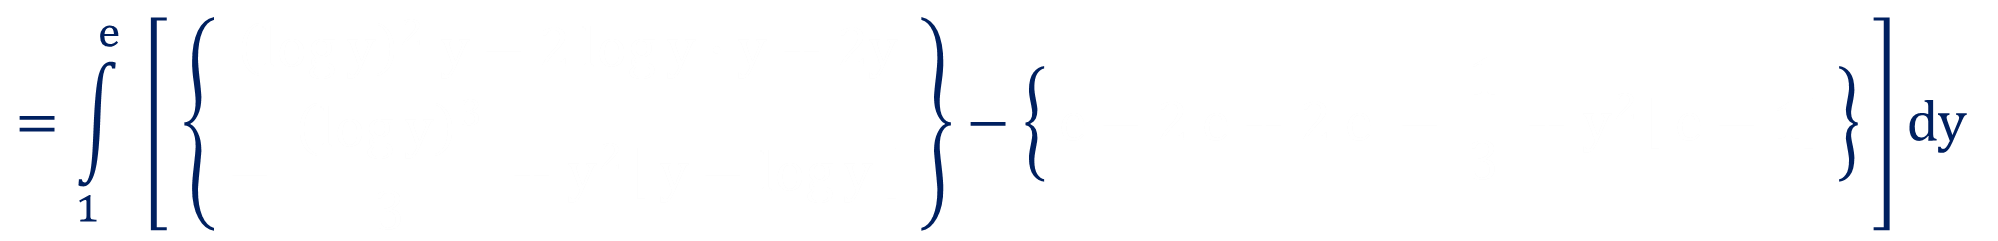 = ∫₁ᵉ [ { } − { } ] dy